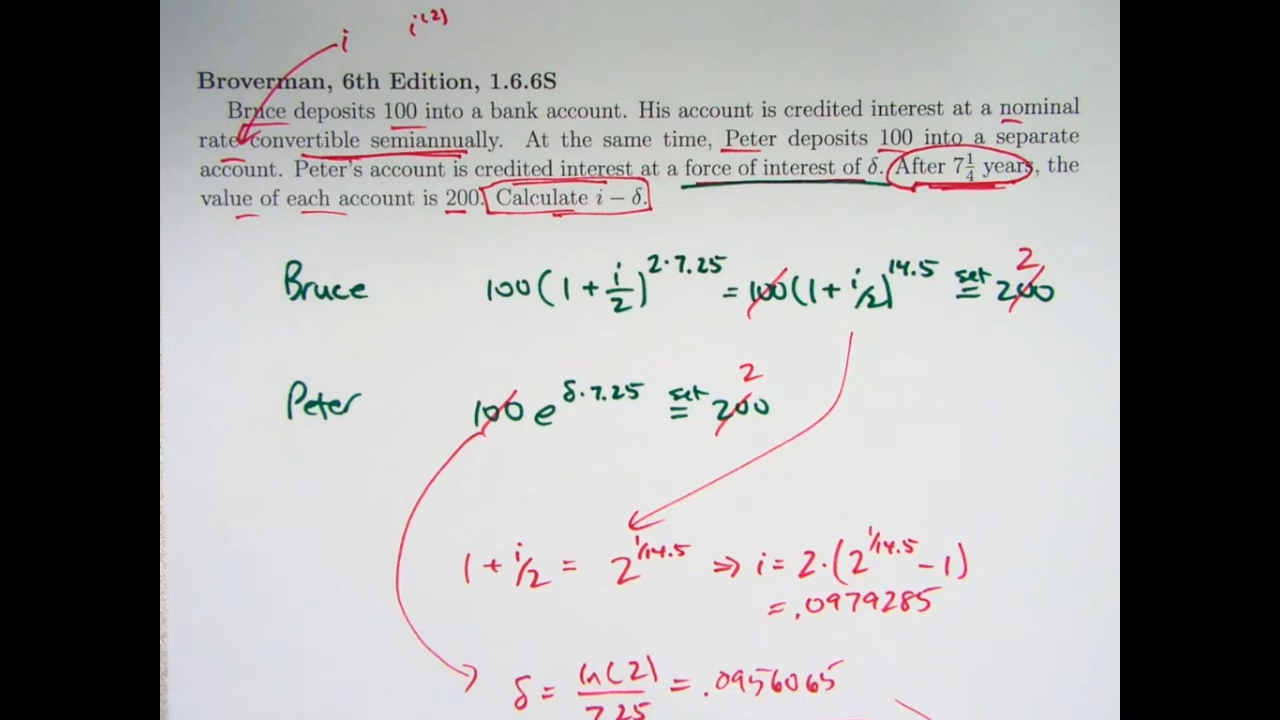 i i^(2)
Broverman, 6th Edition, 1.6.6S
Bruce deposits 100 into a bank account. His account is credited interest at a nominal
rate convertible semiannually. At the same time, Peter deposits 100 into a separate
account. Peter's account is credited interest at a force of interest of δ. After 7 1/4 years, the
value of each account is 200. Calculate i − δ.
2
Bruce 100(1 + i/2)^2·7.25 = 100(1 + i/2)^14.5 set = 200
2
Peter 100 e^δ·7.25 set = 200
1 + i/2 = 2^1/14.5 ⇒ i = 2·(2^1/14.5 − 1)
= .0979285
δ = ln(2)/7.25 = .0956065